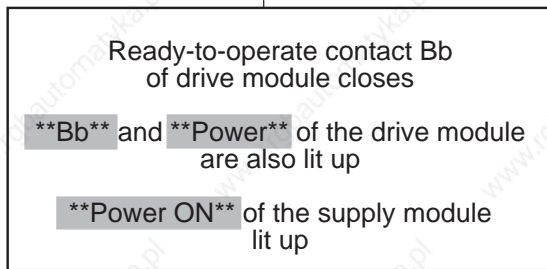 Ready-to-operate contact Bb
of drive module closes
**Bb** and **Power** of the drive module
are also lit up
**Power ON** of the supply module
lit up